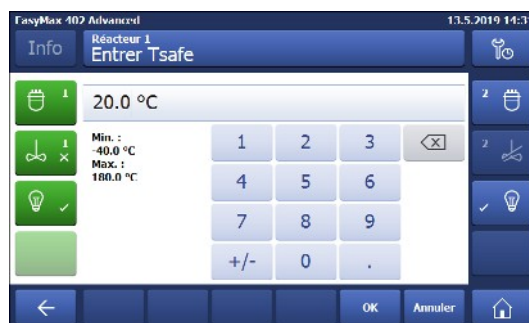 EasyMax 402 Advanced 13.5.2019 14:3
Info
Réacteur 1
Entrer Tsafe
1
20.0 °C
2
1
Min. :
-40.0 °C
Max. :
180.0 °C
1 2 3
2
4 5 6
7 8 9
+/- 0 .
OK Annuler